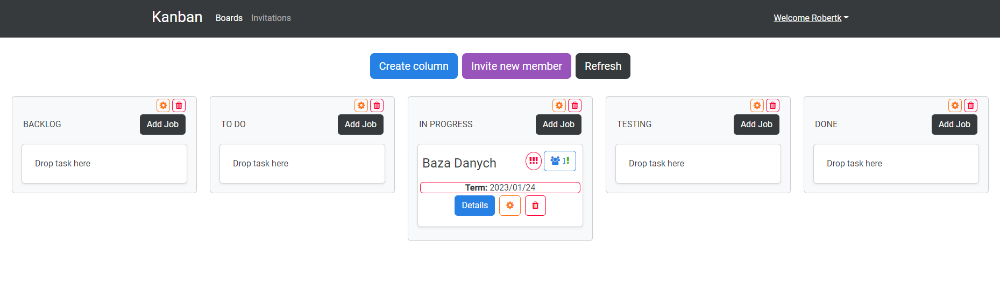 Kanban Boards Invitations Welcome Robertk
Create column Invite new member Refresh
BACKLOG Add Job
Drop task here
TO DO Add Job
Drop task here
IN PROGRESS Add Job
Baza Danych !!! 1!
Term: 2023/01/24
Details
TESTING Add Job
Drop task here
DONE Add Job
Drop task here